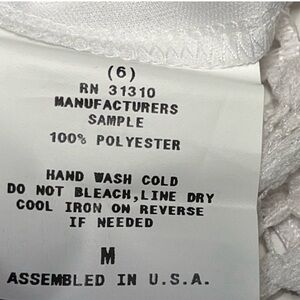 (6)
RN 31310
MANUFACTURERS
SAMPLE
100% POLYESTER
HAND WASH COLD
DO NOT BLEACH,LINE DRY
COOL IRON ON REVERSE
IF NEEDED
M
ASSEMBLED IN U.S.A.